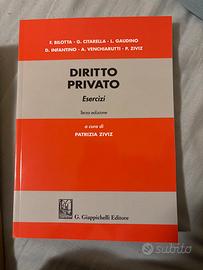 F. BILOTTA - G. CITARELLA - L. GAUDINO
D. INFANTINO - A. VENCHIARUTTI - P. ZIVIZ
DIRITTO
PRIVATO
Esercizi
Terza edizione
a cura di
PATRIZIA ZIVIZ
G. Giappichelli Editore
subito